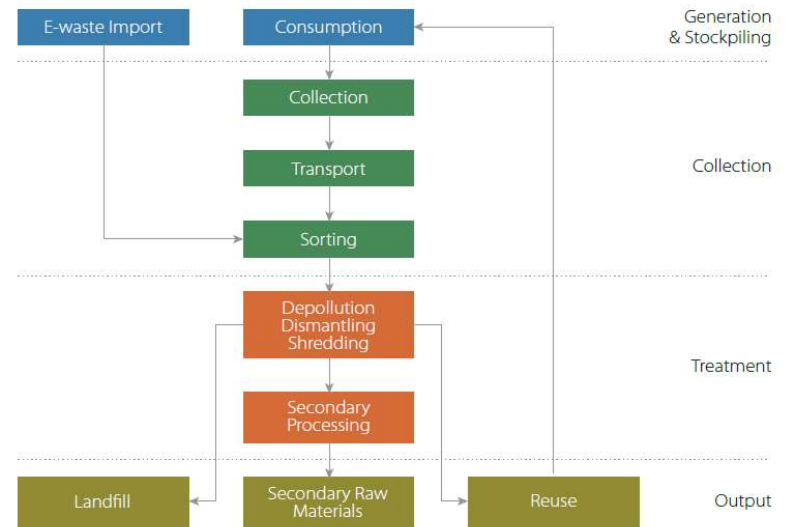 E-waste Import
Consumption
Generation
& Stockpiling
Collection
Transport
Collection
Sorting
Depollution
Dismantling
Shredding
Treatment
Secondary
Processing
Landfill
Secondary Raw
Materials
Reuse
Output